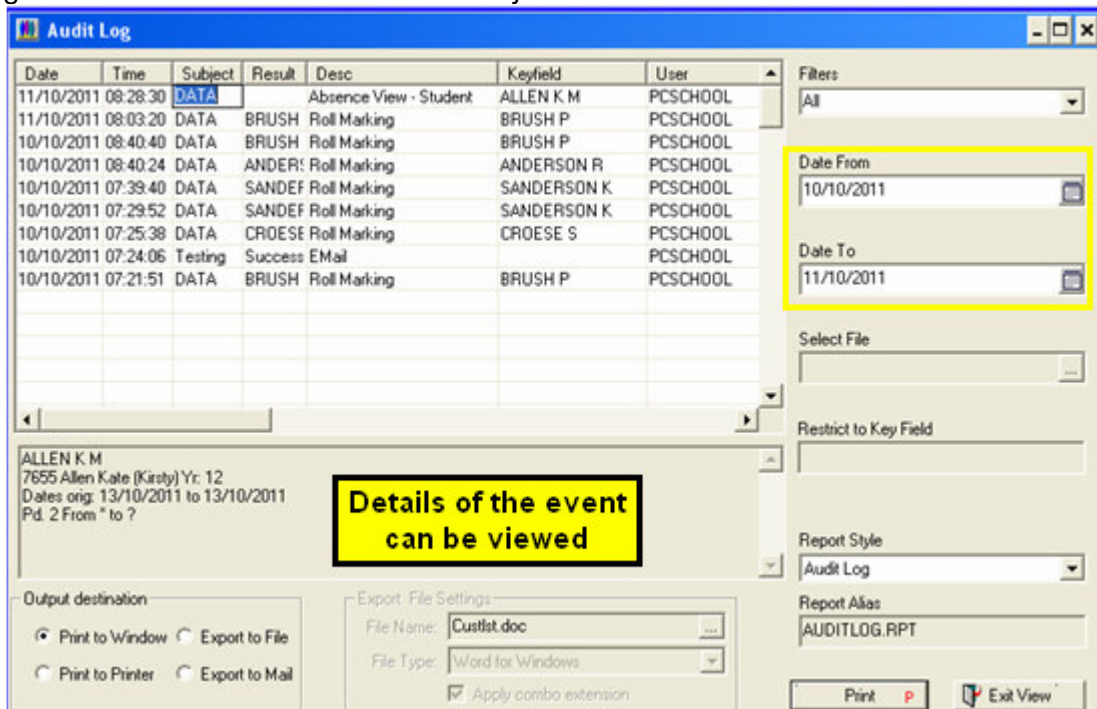 Audit Log
Date Time Subject Result Desc Keyfield User
11/10/2011 08:28:30 DATA Absence View - Student ALLEN K M PCSCHOOL
11/10/2011 08:03:20 DATA BRUSH Roll Marking BRUSH P PCSCHOOL
10/10/2011 08:40:40 DATA BRUSH Roll Marking BRUSH P PCSCHOOL
10/10/2011 08:40:24 DATA ANDERS Roll Marking ANDERSON R PCSCHOOL
10/10/2011 07:39:40 DATA SANDEF Roll Marking SANDERSON K PCSCHOOL
10/10/2011 07:29:52 DATA SANDEF Roll Marking SANDERSON K PCSCHOOL
10/10/2011 07:25:38 DATA CROESE Roll Marking CROESE S PCSCHOOL
10/10/2011 07:24:06 Testing Success EMail PCSCHOOL
10/10/2011 07:21:51 DATA BRUSH Roll Marking BRUSH P PCSCHOOL
Filters
All
Date From
10/10/2011
Date To
11/10/2011
Select File
...
Restrict to Key Field
ALLEN K M
7655 Allen Kate (Kirsty) Yr: 12
Dates orig: 13/10/2011 to 13/10/2011
Pd. 2 From * to ?
Details of the event
can be viewed
Report Style
Audit Log
Report Alias
AUDITLOG.RPT
Output destination
Print to Window Export to File
Print to Printer Export to Mail
Export File Settings
File Name: Custlst.doc ...
File Type: Word for Windows
Apply combo extension
Print P Exit View